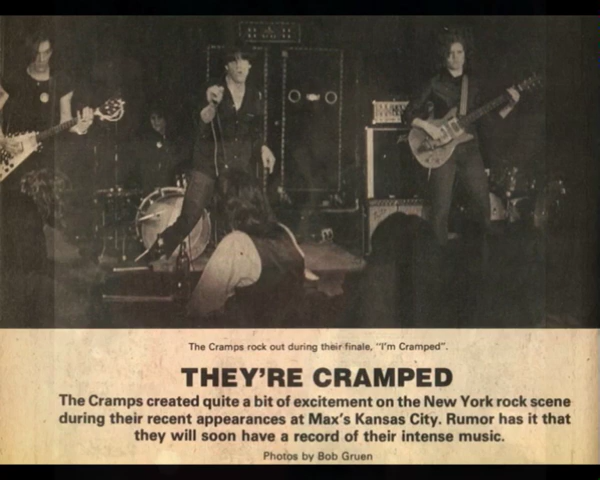 The Cramps rock out during their finale, "I'm Cramped".
THEY'RE CRAMPED
The Cramps created quite a bit of excitement on the New York rock scene
during their recent appearances at Max's Kansas City. Rumor has it that
they will soon have a record of their intense music.
Photos by Bob Gruen